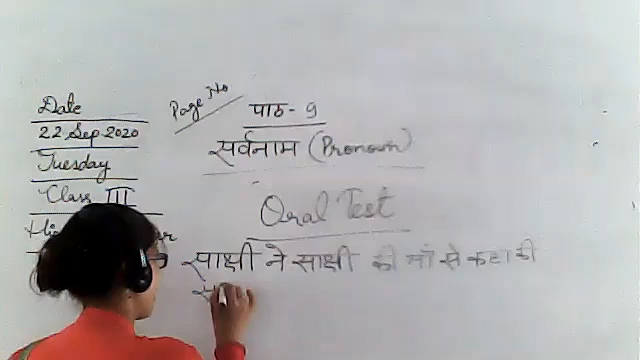 Date
22 Sep 2020
Tuesday
Class III
Page No
पाठ- 9
सर्वनाम (Pronoun)
Oral Test
साक्षी ने साक्षी की माँ से कहा की